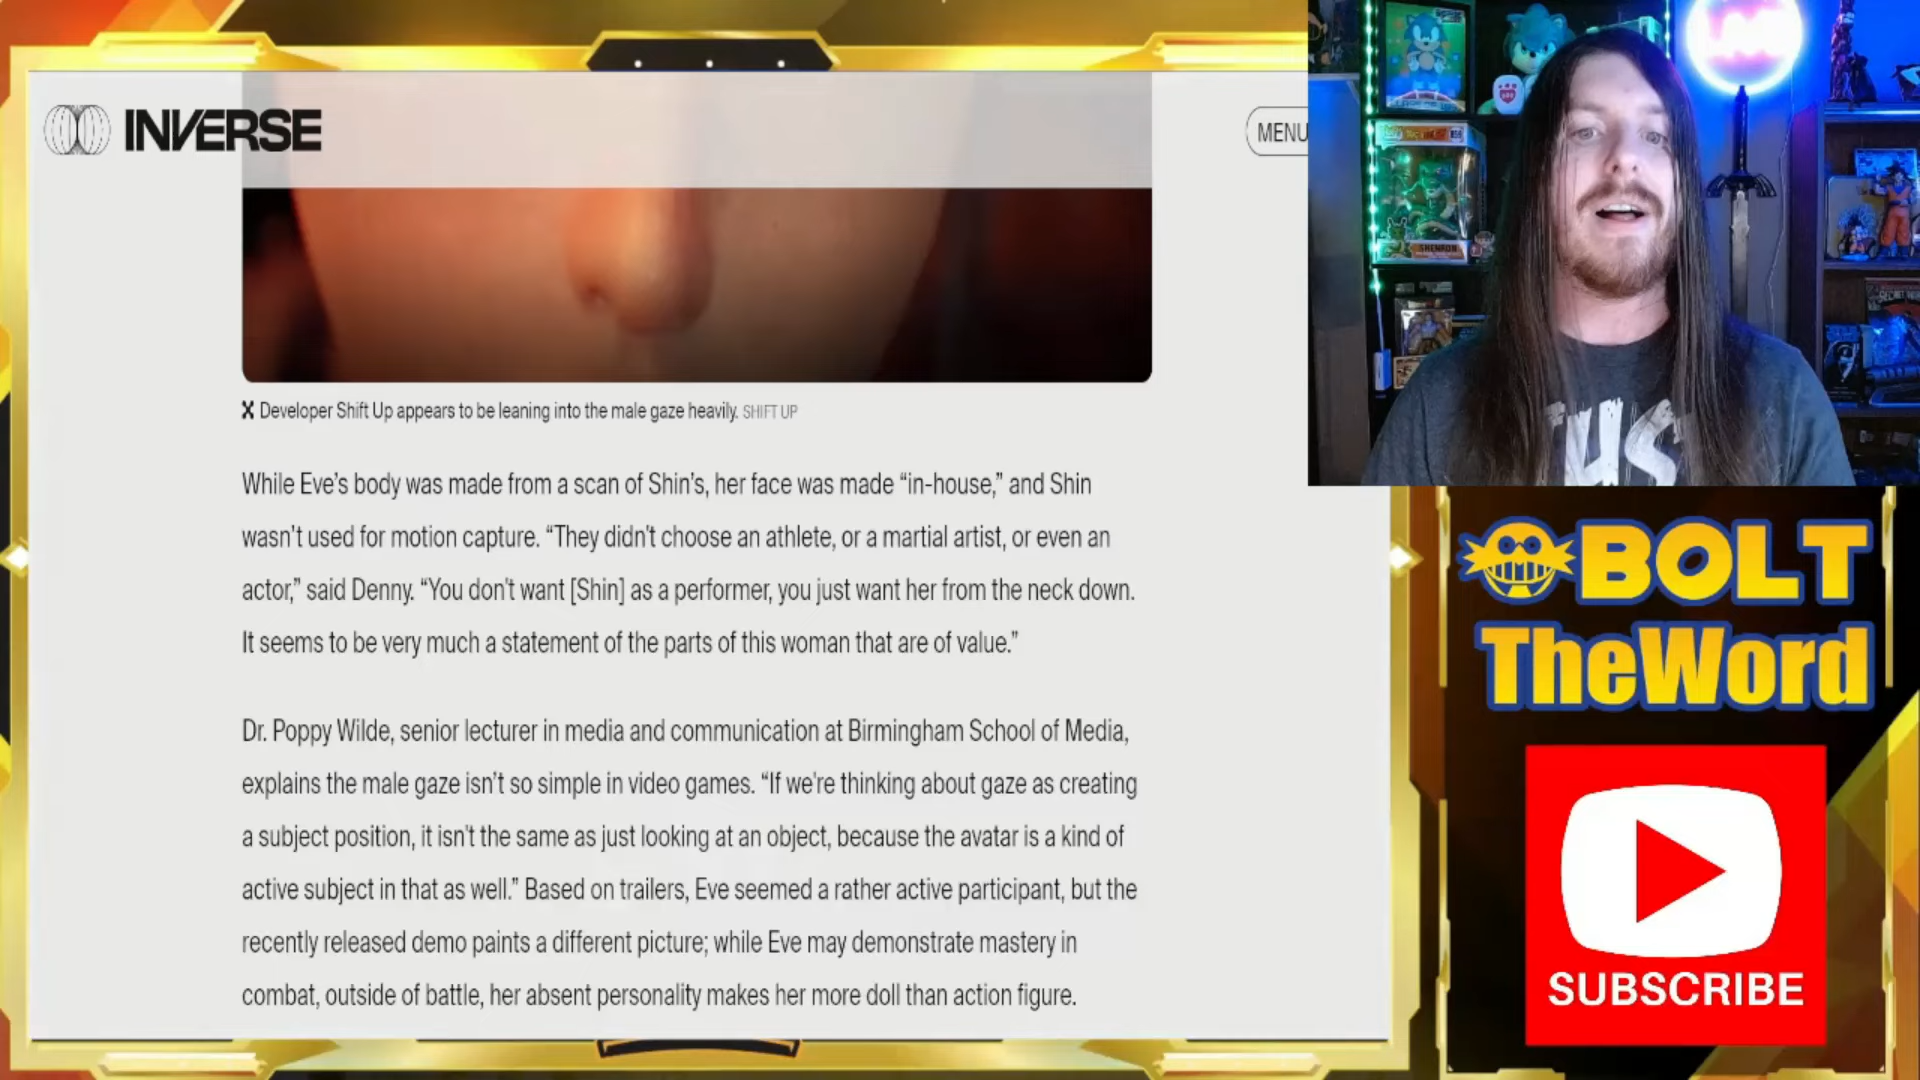 INVERSE
MENU
Developer Shift Up appears to be leaning into the male gaze heavily. SHIFT UP
While Eve's body was made from a scan of Shin's, her face was made “in-house,” and Shin
wasn't used for motion capture. “They didn't choose an athlete, or a martial artist, or even an
actor,” said Denny. “You don't want [Shin] as a performer, you just want her from the neck down.
It seems to be very much a statement of the parts of this woman that are of value.”
Dr. Poppy Wilde, senior lecturer in media and communication at Birmingham School of Media,
explains the male gaze isn't so simple in video games. “If we're thinking about gaze as creating
a subject position, it isn't the same as just looking at an object, because the avatar is a kind of
active subject in that as well.” Based on trailers, Eve seemed a rather active participant, but the
recently released demo paints a different picture; while Eve may demonstrate mastery in
combat, outside of battle, her absent personality makes her more doll than action figure.
SHENRON
BOLT
TheWord
SUBSCRIBE